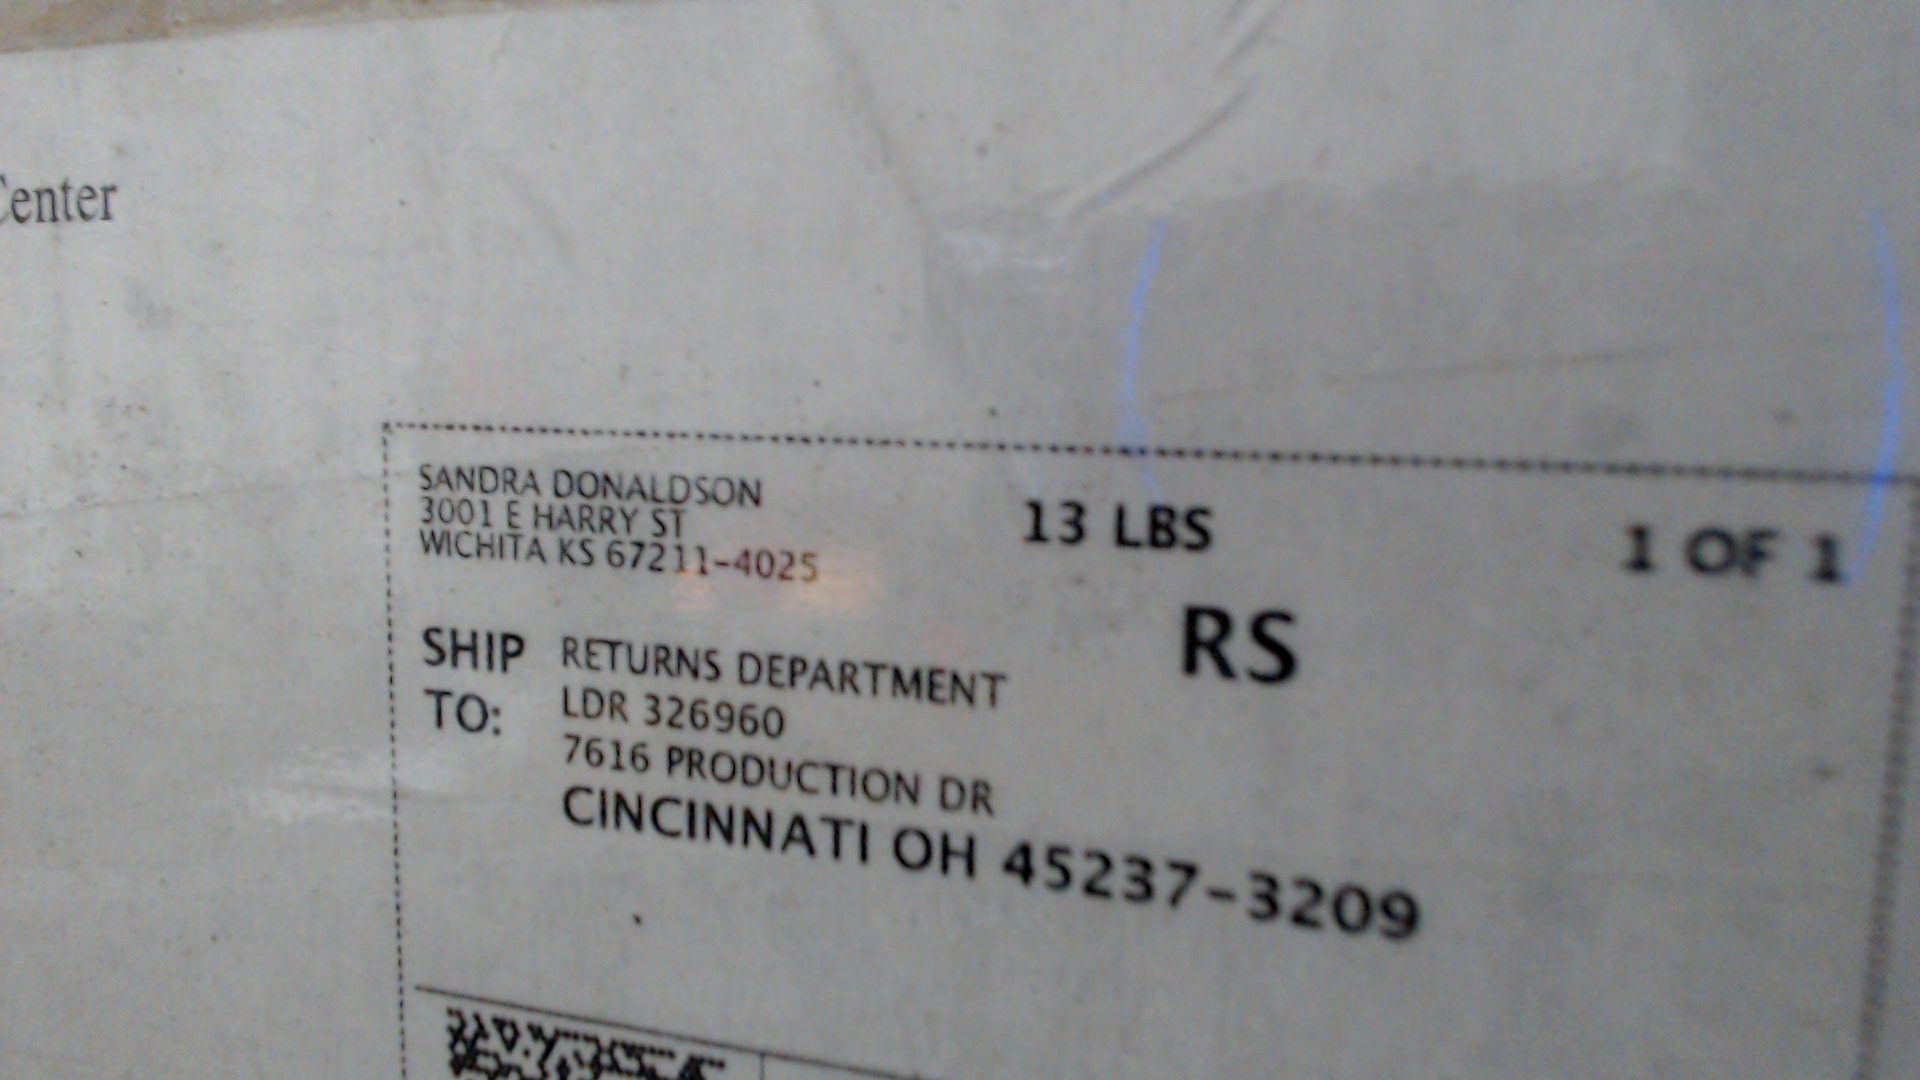 Center
SANDRA DONALDSON
3001 E HARRY ST
WICHITA KS 67211-4025
13 LBS
1 OF 1
RS
SHIP TO:
RETURNS DEPARTMENT
LDR 326960
7616 PRODUCTION DR
CINCINNATI OH 45237-3209